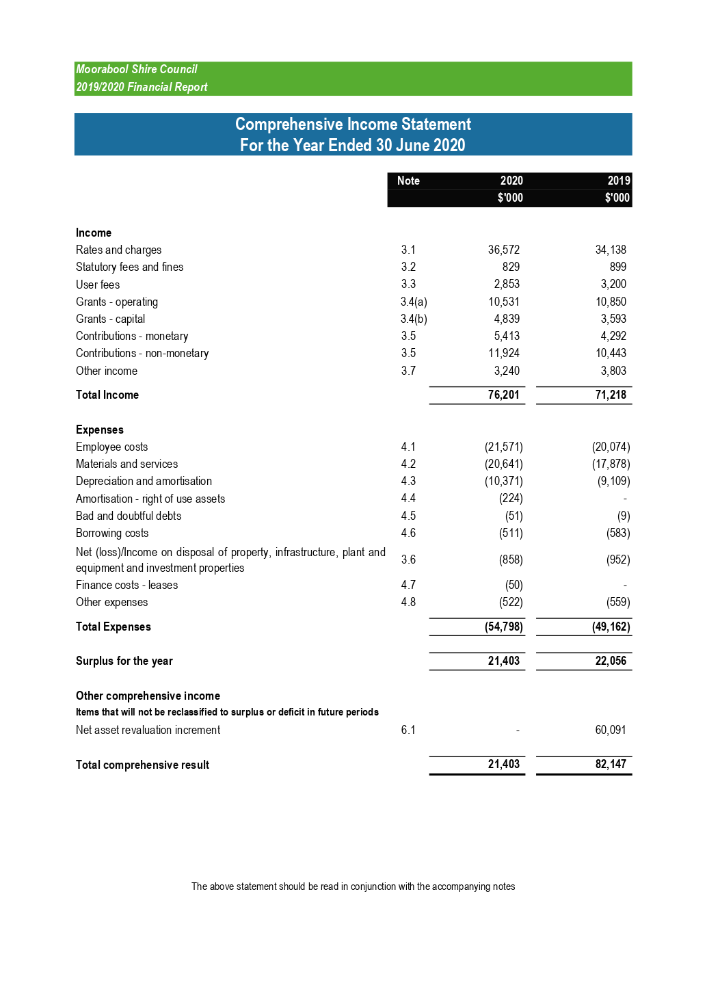 Moorabool Shire Council
2019/2020 Financial Report
Comprehensive Income Statement
For the Year Ended 30 June 2020
Note 2020 2019
$'000 $'000
Income
Rates and charges 3.1 36,572 34,138
Statutory fees and fines 3.2 829 899
User fees 3.3 2,853 3,200
Grants - operating 3.4(a) 10,531 10,850
Grants - capital 3.4(b) 4,839 3,593
Contributions - monetary 3.5 5,413 4,292
Contributions - non-monetary 3.5 11,924 10,443
Other income 3.7 3,240 3,803
Total Income 76,201 71,218
Expenses
Employee costs 4.1 (21,571) (20,074)
Materials and services 4.2 (20,641) (17,878)
Depreciation and amortisation 4.3 (10,371) (9,109)
Amortisation - right of use assets 4.4 (224) -
Bad and doubtful debts 4.5 (51) (9)
Borrowing costs 4.6 (511) (583)
Net (loss)/Income on disposal of property, infrastructure, plant and
equipment and investment properties 3.6 (858) (952)
Finance costs - leases 4.7 (50) -
Other expenses 4.8 (522) (559)
Total Expenses (54,798) (49,162)
Surplus for the year 21,403 22,056
Other comprehensive income
Items that will not be reclassified to surplus or deficit in future periods
Net asset revaluation increment 6.1 - 60,091
Total comprehensive result 21,403 82,147
The above statement should be read in conjunction with the accompanying notes